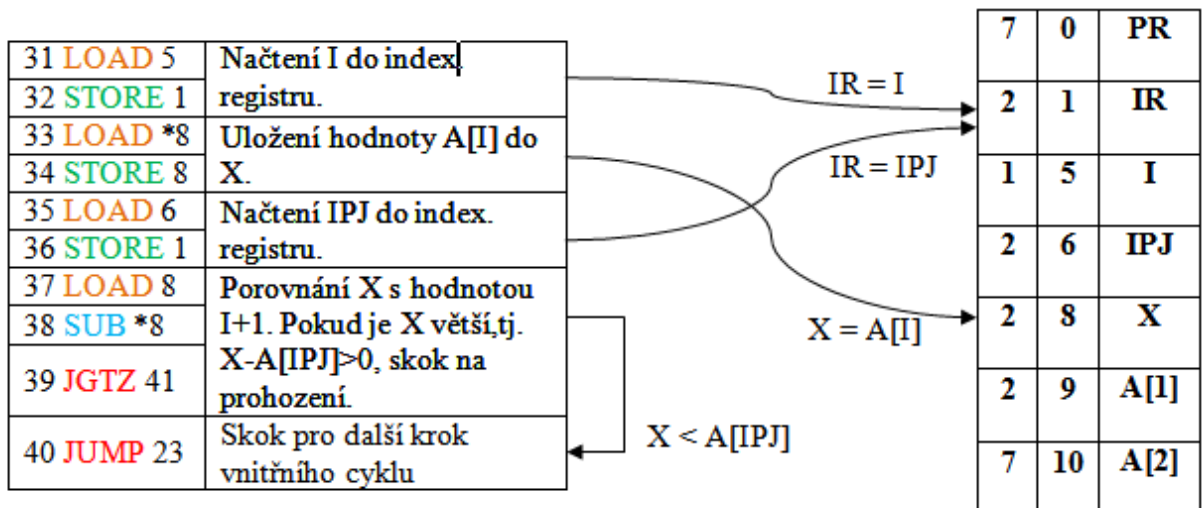 31 LOAD 5
32 STORE 1
Načtení I do index.
registru.
33 LOAD *8
34 STORE 8
Uložení hodnoty A[I] do
X.
35 LOAD 6
36 STORE 1
Načtení IPJ do index.
registru.
37 LOAD 8
38 SUB *8
39 JGTZ 41
Porovnání X s hodnotou
I+1. Pokud je X větší,tj.
X-A[IPJ]>0, skok na
prohození.
40 JUMP 23
Skok pro další krok
vnitřního cyklu
IR = I
IR = IPJ
X = A[I]
X < A[IPJ]
7 0 PR
2 1 IR
1 5 I
2 6 IPJ
2 8 X
2 9 A[1]
7 10 A[2]